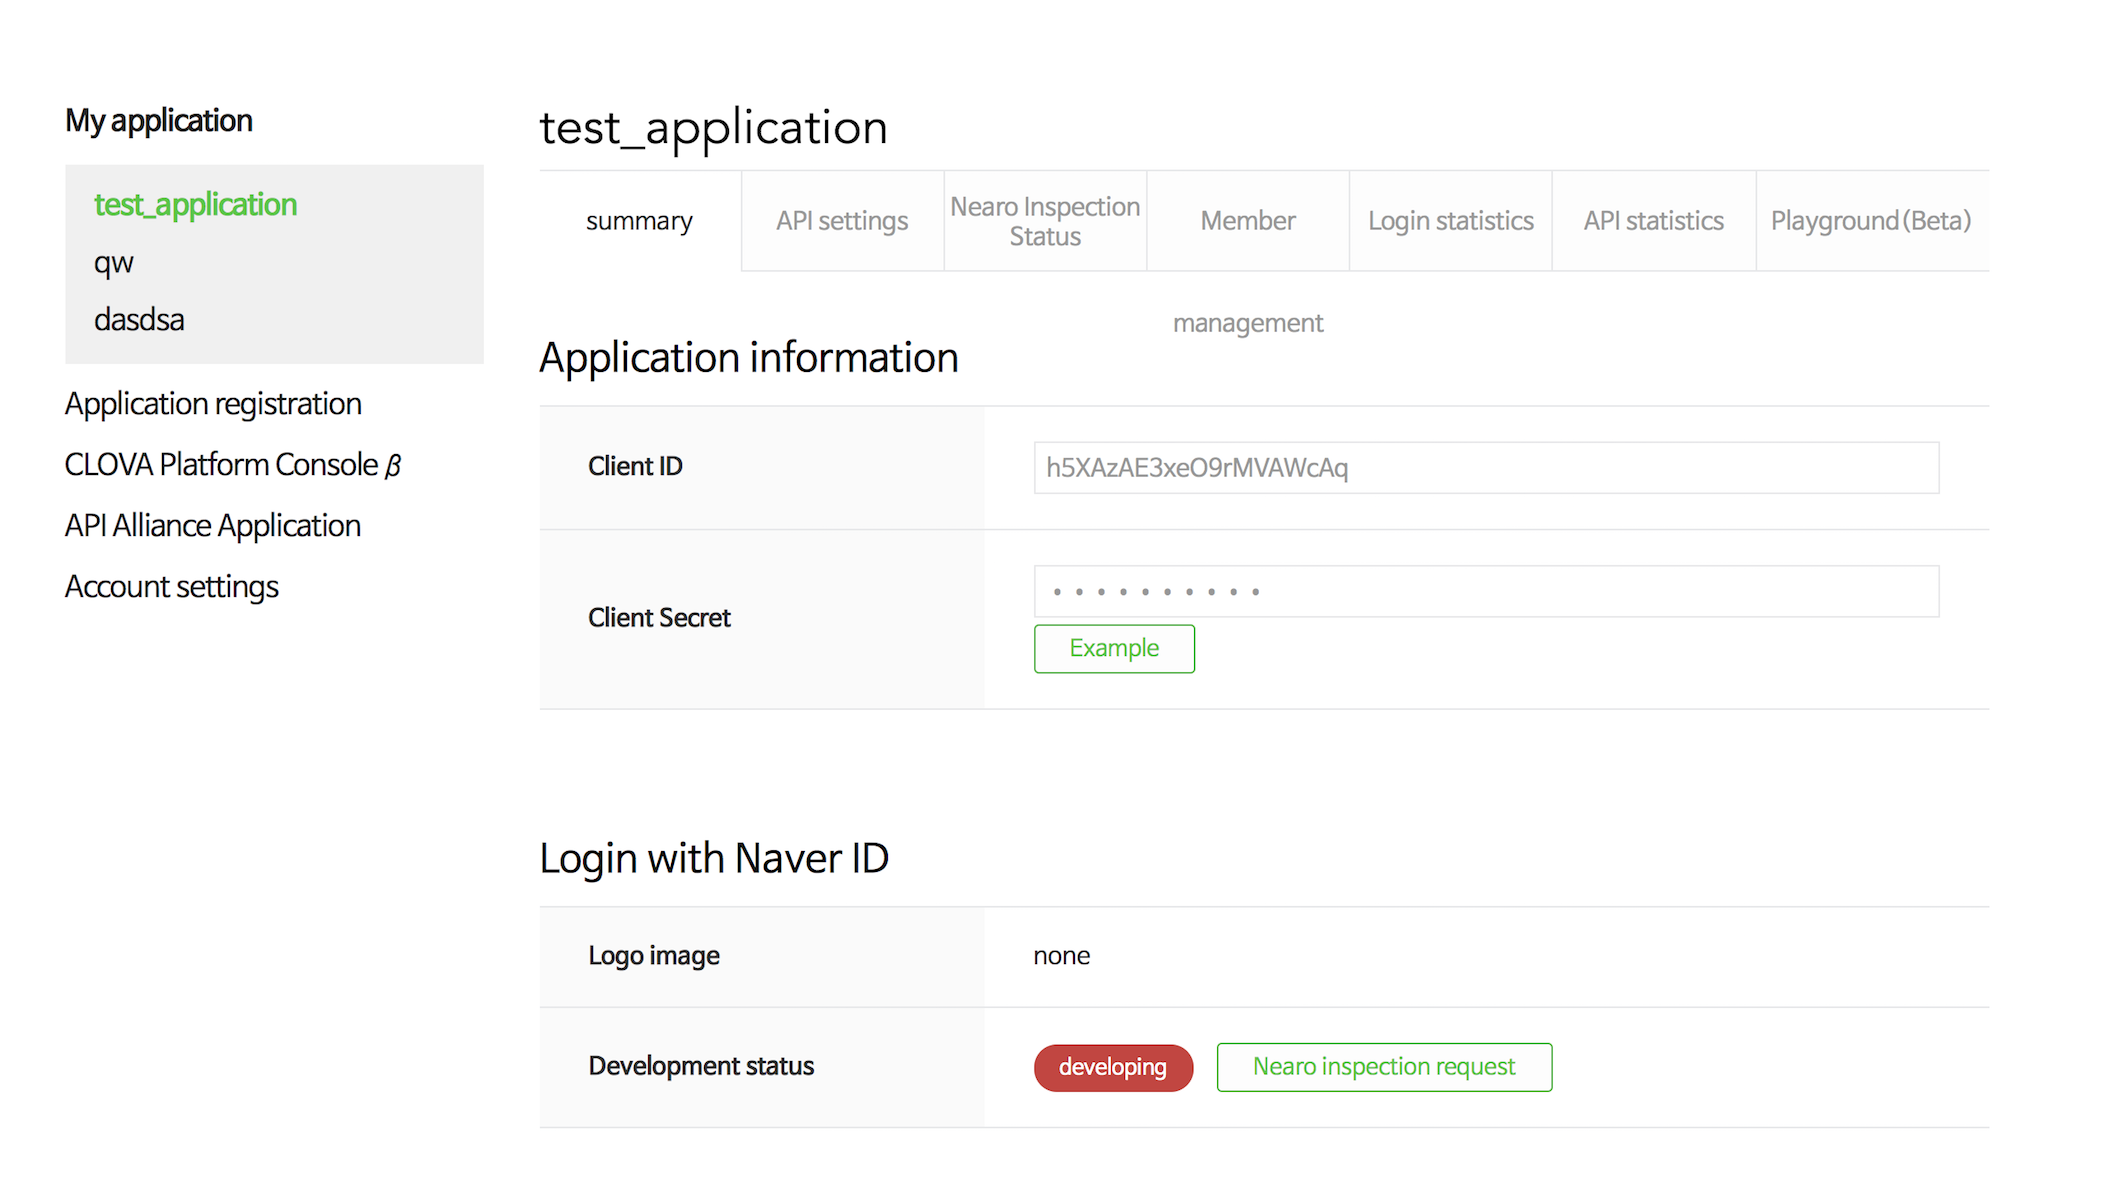 My application
test_application
qw
dasdsa
Application registration
CLOVA Platform Console β
API Alliance Application
Account settings
test_application
summary
API settings
Nearo Inspection
Status
Member
management
Login statistics
API statistics
Playground(Beta)
Application information
Client ID
h5XAzAE3xeO9rMVAWcAq
Client Secret
• • • • • • • • • •
Example
Login with Naver ID
Logo image
none
Development status
developing
Nearo inspection request